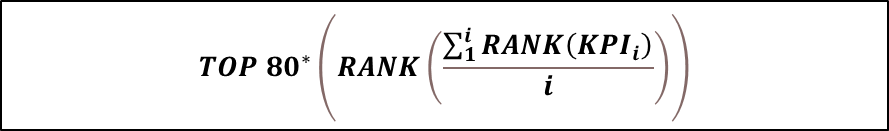 TOP 80* (RANK (∑₁ⁱ RANK(KPIᵢ) / i))